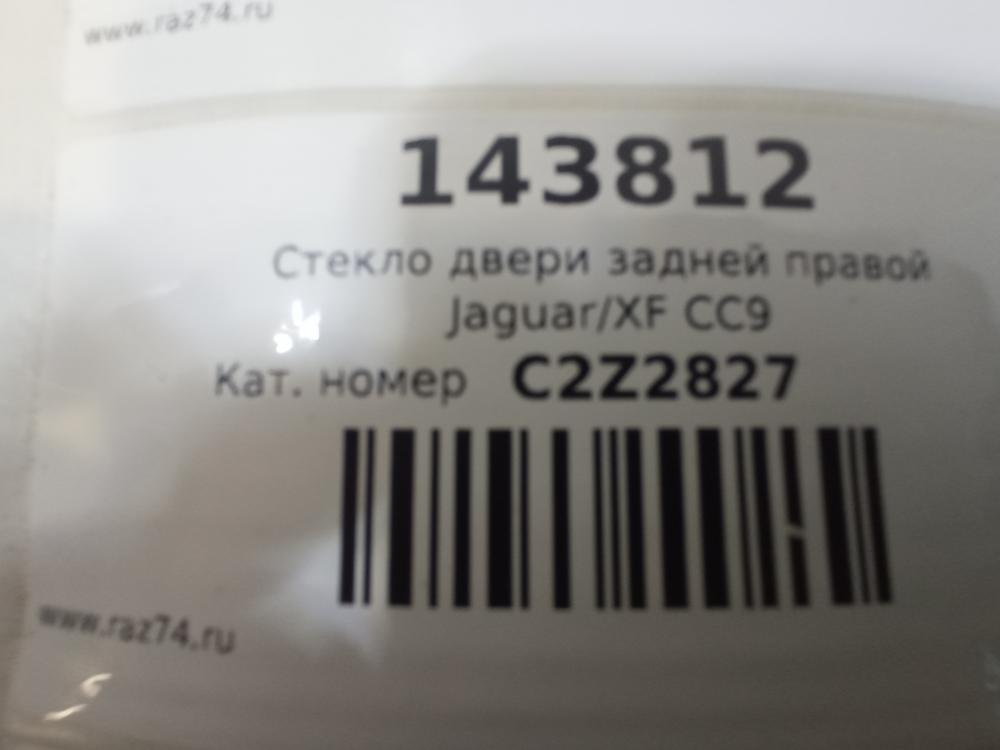 www.raz74.ru
143812
Стекло двери задней правой
Jaguar/XF CC9
Кат. номер C2Z2827
www.raz74.ru